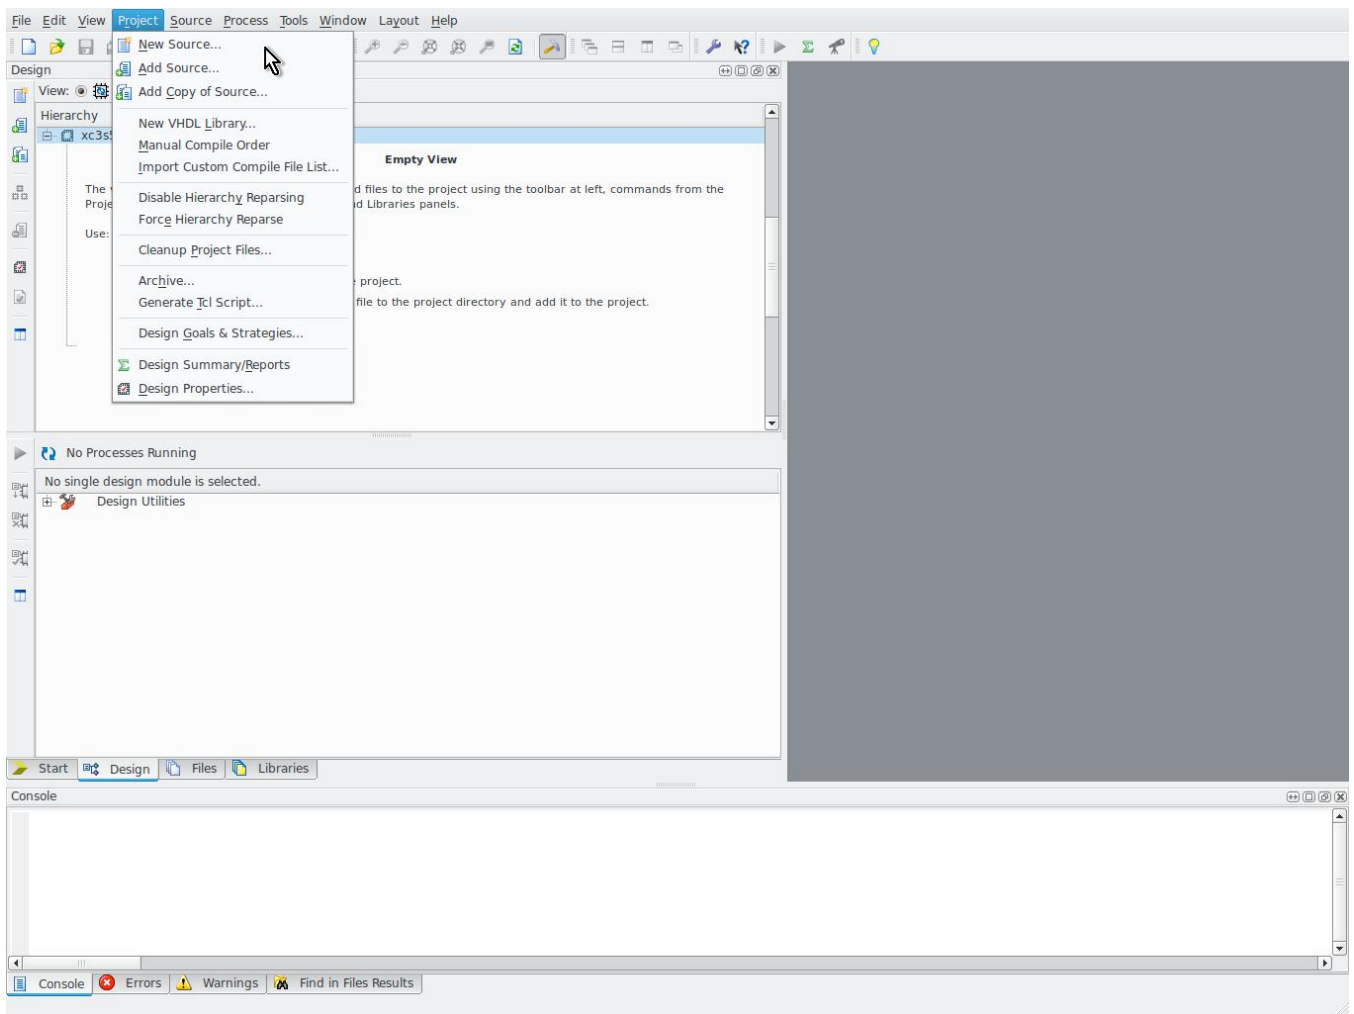 File Edit View Project Source Process Tools Window Layout Help
New Source...
Design
Add Source...
View:
Add Copy of Source...
Hierarchy
New VHDL Library...
xc3s
Manual Compile Order
Empty View
Import Custom Compile File List...
The
d files to the project using the toolbar at left, commands from the
Disable Hierarchy Reparsing
Proje
d Libraries panels.
Force Hierarchy Reparse
Use:
Cleanup Project Files...
Archive...
project.
Generate Tcl Script...
file to the project directory and add it to the project.
Design Goals & Strategies...
Design Summary/Reports
Design Properties...
No Processes Running
No single design module is selected.
Design Utilities
Start Design Files Libraries
Console
Console Errors Warnings Find in Files Results